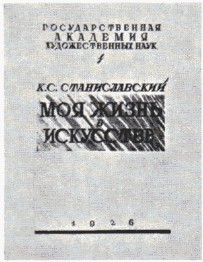 ГОСУДАРСТВЕННАЯ
АКАДЕМИЯ
ХУДОЖЕСТВЕННЫХ НАУК
К.С. СТАНИСЛАВСКИЙ
МОЯ ЖИЗНЬ
В
ИСКУССТВЕ
1926